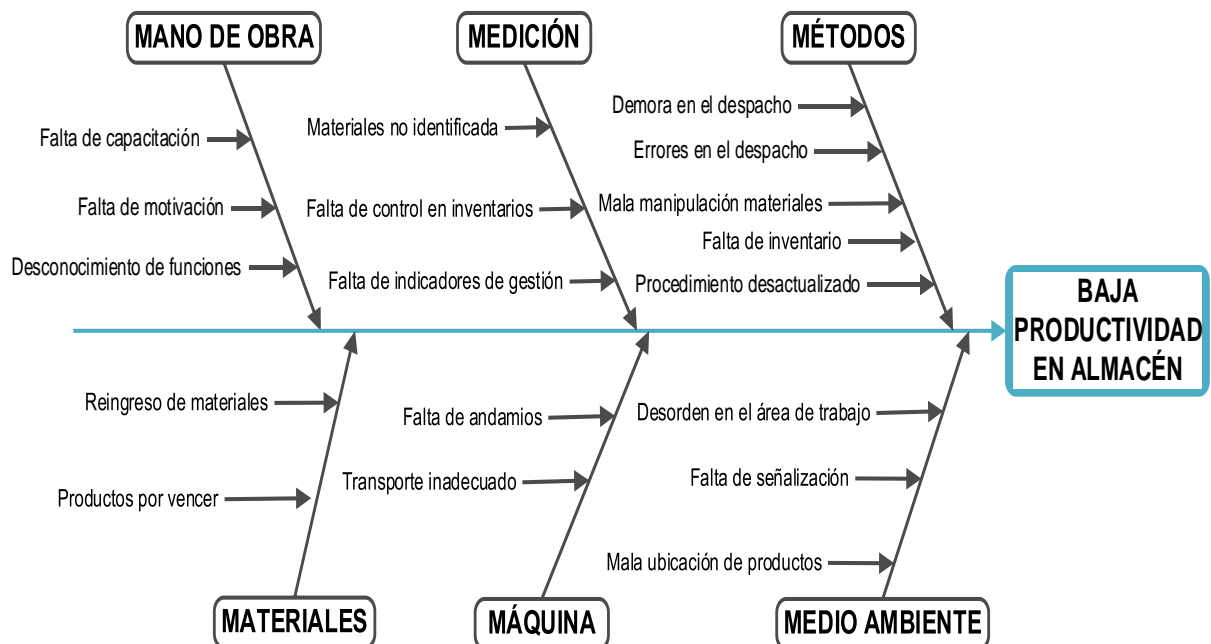 MANO DE OBRA
MEDICIÓN
MÉTODOS
Falta de capacitación
Falta de motivación
Desconocimiento de funciones
Materiales no identificada
Falta de control en inventarios
Falta de indicadores de gestión
Demora en el despacho
Errores en el despacho
Mala manipulación materiales
Falta de inventario
Procedimiento desactualizado
BAJA
PRODUCTIVIDAD
EN ALMACÉN
Reingreso de materiales
Productos por vencer
Falta de andamios
Transporte inadecuado
Desorden en el área de trabajo
Falta de señalización
Mala ubicación de productos
MATERIALES
MÁQUINA
MEDIO AMBIENTE